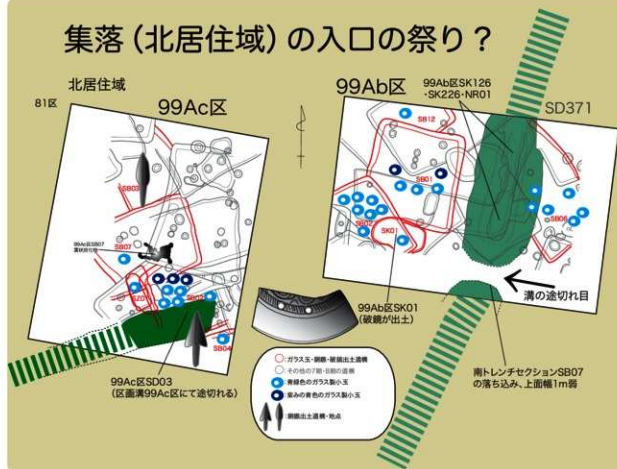 集落（北居住域）の入口の祭り？
北居住域
81区
99Ac区
99Ab区
99Ab区SK126
・SK226・NR01
SD371
SB12
SB03
SB01
SB07
SB02
SK01
SB06
99Ac区SB07
SB02
SB04
溝の途切れ目
99Ab区SK01
（破鏡が出土）
99Ac区SD03
（区画溝99Ac区にて途切れる）
：ガラス玉・銅鏃・破鏡出土遺構
：その他の7期・8期の遺構
：青緑色のガラス製小玉
：紫みの青色のガラス製小玉
：銅鏃出土遺構・地点
南トレンチセクションSB07
の落ち込み、上面幅1m弱